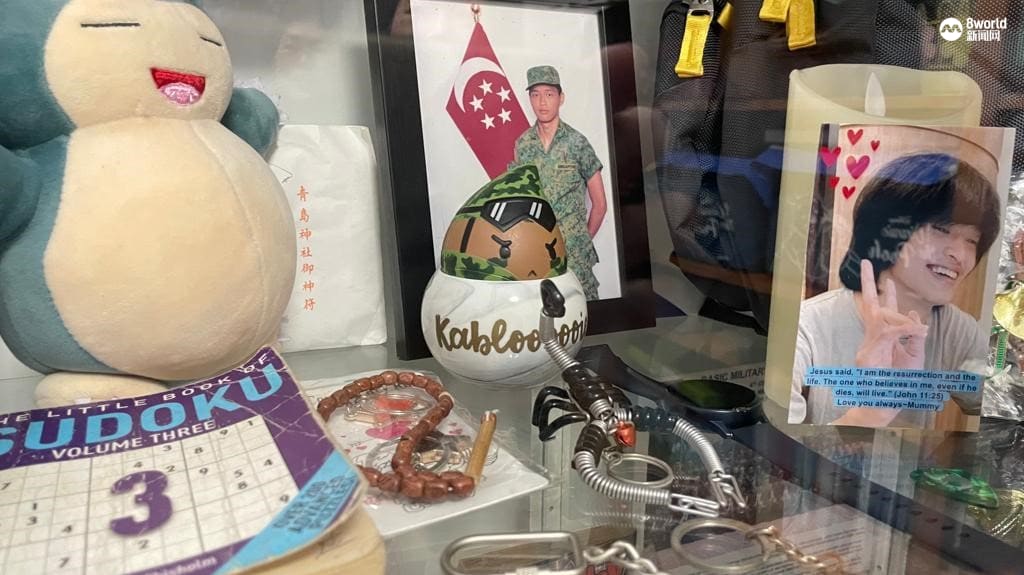 8world
新闻网
青島神社御神符
Kabloo
THE LITTLE BOOK OF
SUDOKU
VOLUME THREE
3
BASIC MILITARY
Jesus said, "I am the resurrection and the
life. The one who believes in me, even if he
dies, will live." (John 11:25)
Love you always~Mummy